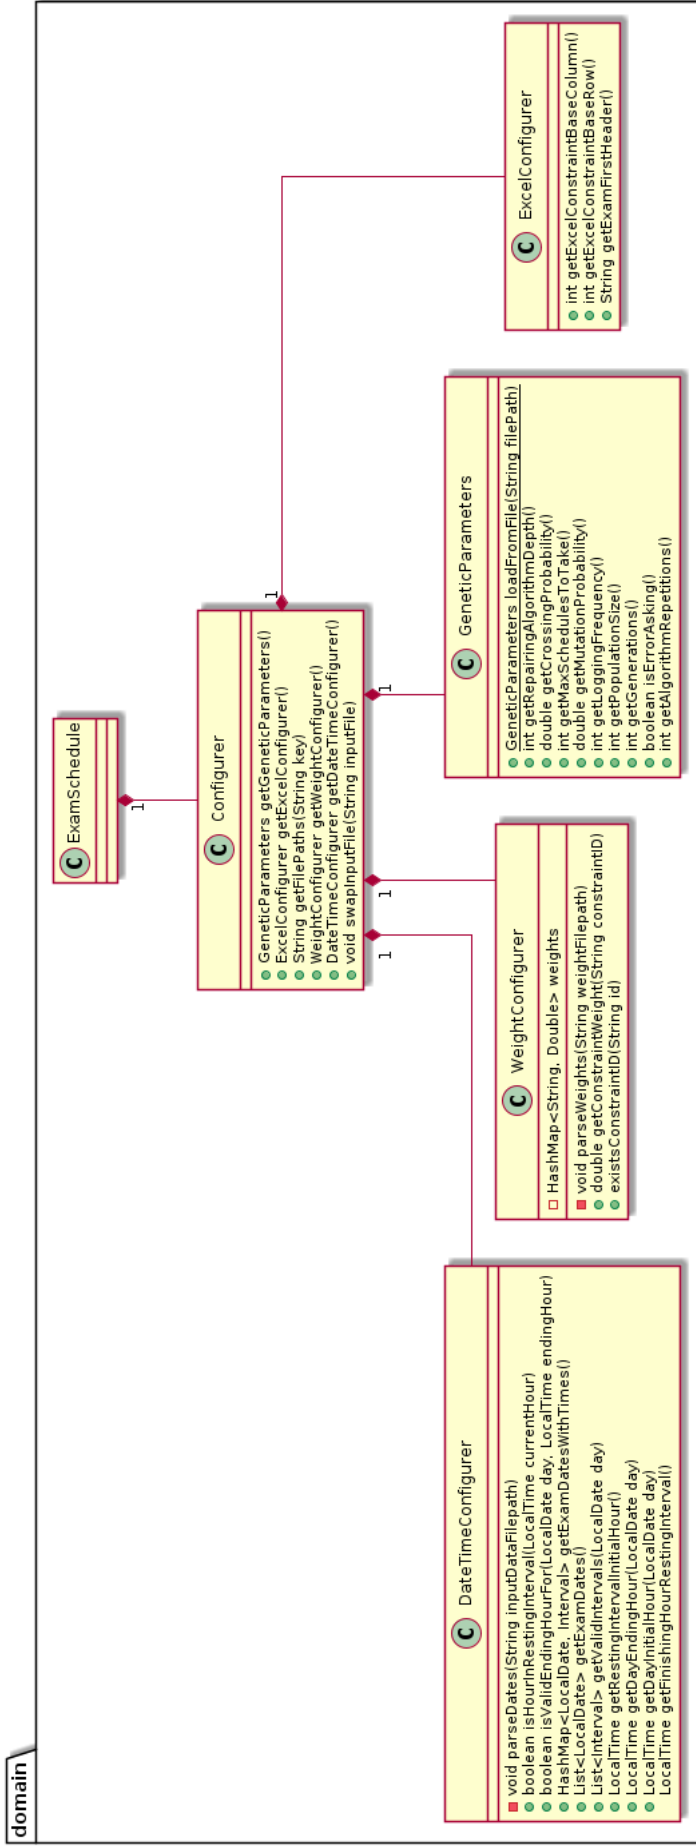 domain
C ExamSchedule
1
C Configurer
GeneticParameters getGeneticParameters()
ExcelConfigurer getExcelConfigurer()
String getFilePaths(String key)
WeightConfigurer getWeightConfigurer()
DateTimeConfigurer getDateTimeConfigurer()
void swapInputFile(String inputFile)
1
1
1
1
C DateTimeConfigurer
void parseDates(String inputDataFilepath)
boolean isHourInRestingInterval(LocalTime currentHour)
boolean isValidEndingHourFor(LocalDate day, LocalTime endingHour)
HashMap<LocalDate, Interval> getExamDatesWithTimes()
List<LocalDate> getExamDates()
List<Interval> getValidIntervals(LocalDate day)
LocalTime getRestingIntervalInitialHour()
LocalTime getDayEndingHour(LocalDate day)
LocalTime getDayInitialHour(LocalDate day)
LocalTime getFinishingHourRestingInterval()
C WeightConfigurer
HashMap<String, Double> weights
void parseWeights(String weightFilepath)
double getConstraintWeight(String constraintID)
existsConstraintID(String id)
C GeneticParameters
GeneticParameters loadFromFile(String filePath)
int getRepairingAlgorithmDepth()
double getCrossingProbability()
int getMaxSchedulesToTake()
double getMutationProbability()
int getLoggingFrequency()
int getPopulationSize()
int getGenerations()
boolean isErrorAsking()
int getAlgorithmRepetitions()
C ExcelConfigurer
int getExcelConstraintBaseColumn()
int getExcelConstraintBaseRow()
String getExamFirstHeader()